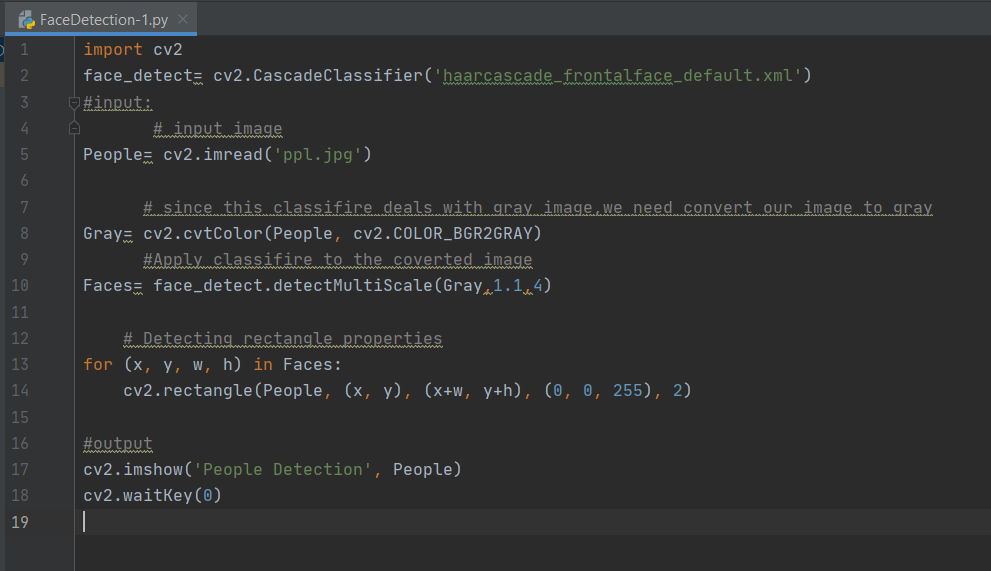 FaceDetection-1.py
1 import cv2
2 face_detect= cv2.CascadeClassifier('haarcascade_frontalface_default.xml')
3 #input:
4 # input image
5 People= cv2.imread('ppl.jpg')
6
7 # since this classifire deals with gray image,we need convert our image to gray
8 Gray= cv2.cvtColor(People, cv2.COLOR_BGR2GRAY)
9 #Apply classifire to the coverted image
10 Faces= face_detect.detectMultiScale(Gray,1.1,4)
11
12 # Detecting rectangle properties
13 for (x, y, w, h) in Faces:
14 cv2.rectangle(People, (x, y), (x+w, y+h), (0, 0, 255), 2)
15
16 #output
17 cv2.imshow('People Detection', People)
18 cv2.waitKey(0)
19